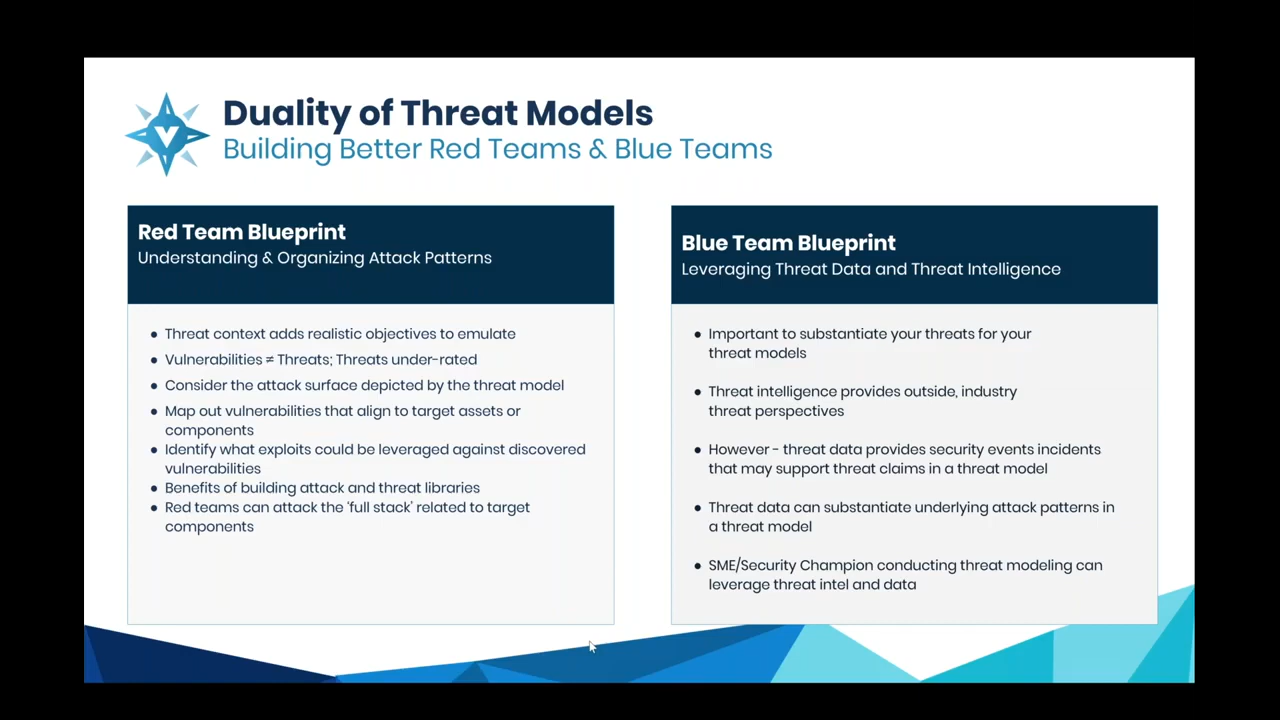 Duality of Threat Models
Building Better Red Teams & Blue Teams
Red Team Blueprint
Understanding & Organizing Attack Patterns
● Threat context adds realistic objectives to emulate
● Vulnerabilities ≠ Threats; Threats under-rated
● Consider the attack surface depicted by the threat model
● Map out vulnerabilities that align to target assets or
components
● Identify what exploits could be leveraged against discovered
vulnerabilities
● Benefits of building attack and threat libraries
● Red teams can attack the ‘full stack’ related to target
components
Blue Team Blueprint
Leveraging Threat Data and Threat Intelligence
● Important to substantiate your threats for your
threat models
● Threat intelligence provides outside, industry
threat perspectives
● However - threat data provides security events incidents
that may support threat claims in a threat model
● Threat data can substantiate underlying attack patterns in
a threat model
● SME/Security Champion conducting threat modeling can
leverage threat intel and data